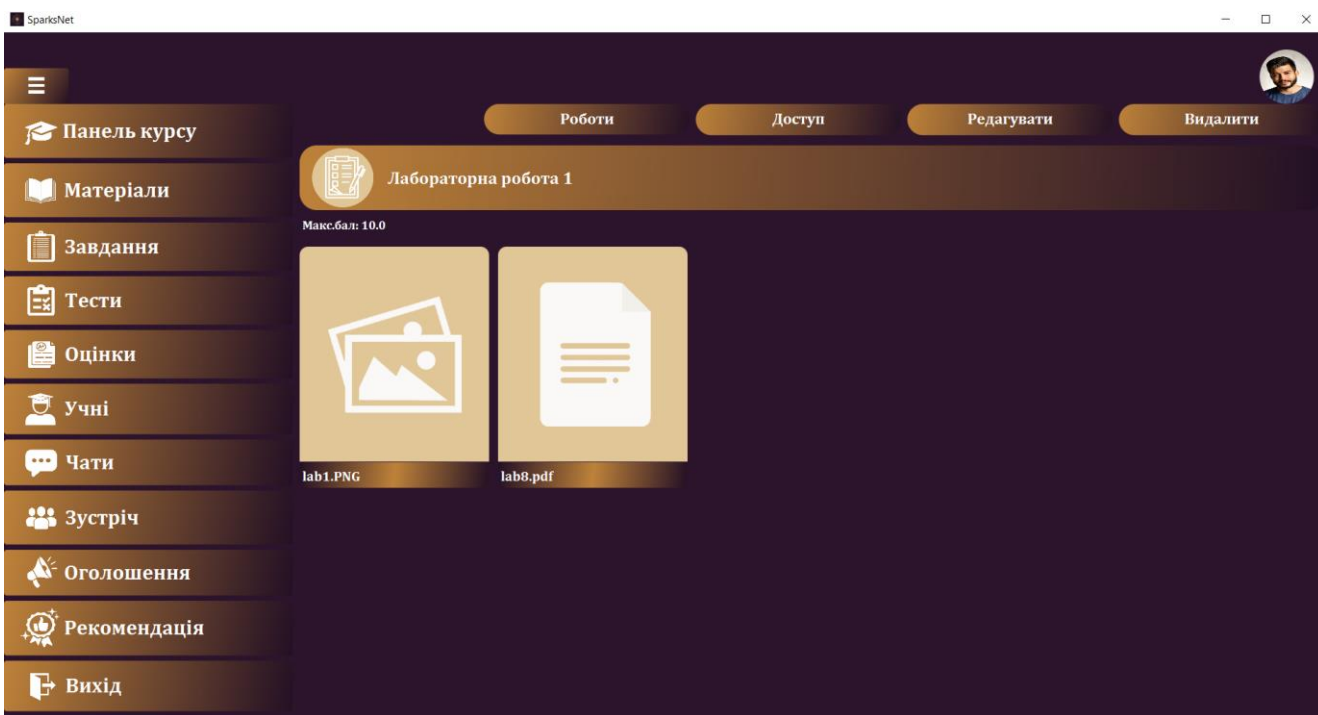 SparksNet
Роботи
Доступ
Редагувати
Видалити
Панель курсу
Матеріали
Завдання
Тести
Оцінки
Учні
Чати
Зустріч
Оголошення
Рекомендація
Вихід
Лабораторна робота 1
Макс.бал: 10.0
lab1.PNG
lab8.pdf